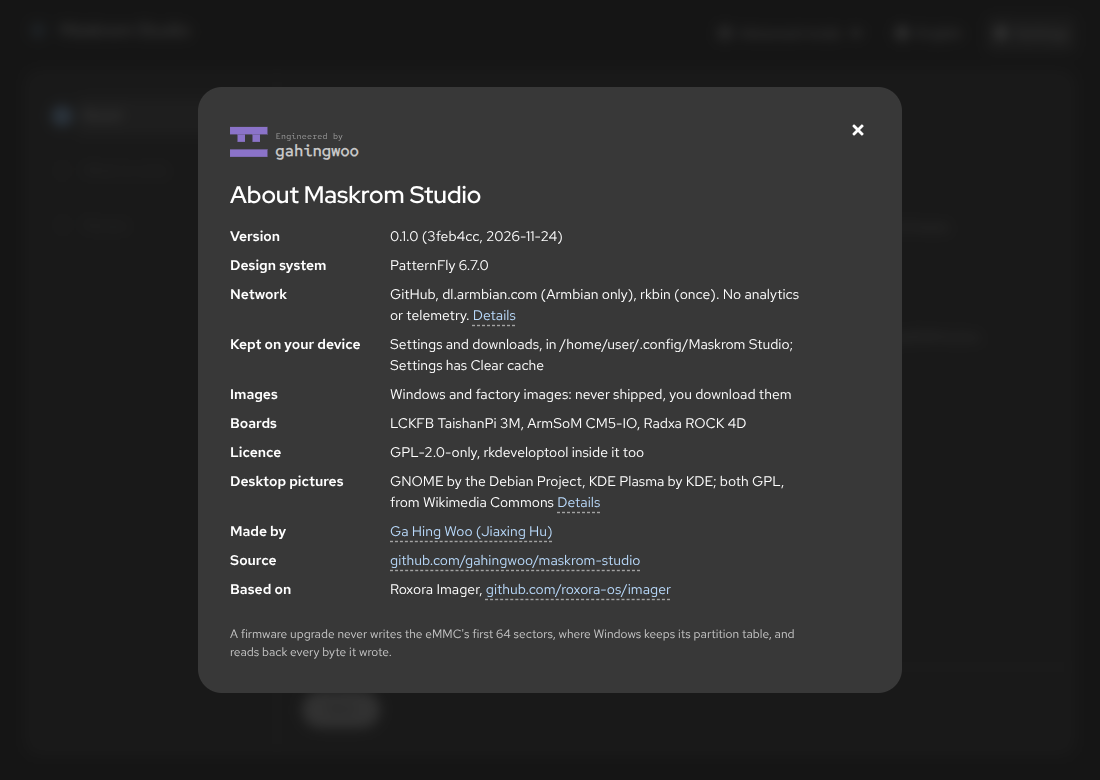 Engineered by
gahingwoo
About Maskrom Studio
Version 0.1.0 (3feb4cc, 2026-11-24)
Design system PatternFly 6.7.0
Network GitHub, dl.armbian.com (Armbian only), rkbin (once). No analytics
or telemetry. Details
Kept on your device Settings and downloads, in /home/user/.config/Maskrom Studio;
Settings has Clear cache
Images Windows and factory images: never shipped, you download them
Boards LCKFB TaishanPi 3M, ArmSoM CM5-IO, Radxa ROCK 4D
Licence GPL-2.0-only, rkdeveloptool inside it too
Desktop pictures GNOME by the Debian Project, KDE Plasma by KDE; both GPL,
from Wikimedia Commons Details
Made by Ga Hing Woo (Jiaxing Hu)
Source github.com/gahingwoo/maskrom-studio
Based on Roxora Imager, github.com/roxora-os/imager
A firmware upgrade never writes the eMMC's first 64 sectors, where Windows keeps its partition table, and
reads back every byte it wrote.